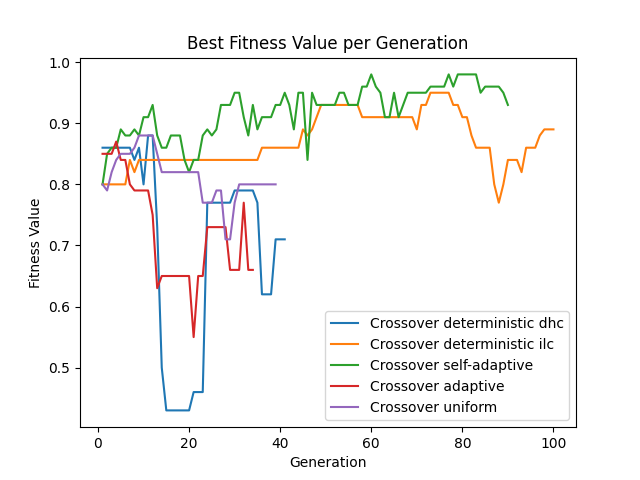 Best Fitness Value per Generation
Fitness Value
1.0
0.9
0.8
0.7
0.6
0.5
0
20
40
60
80
100
Generation
Crossover deterministic dhc
Crossover deterministic ilc
Crossover self-adaptive
Crossover adaptive
Crossover uniform